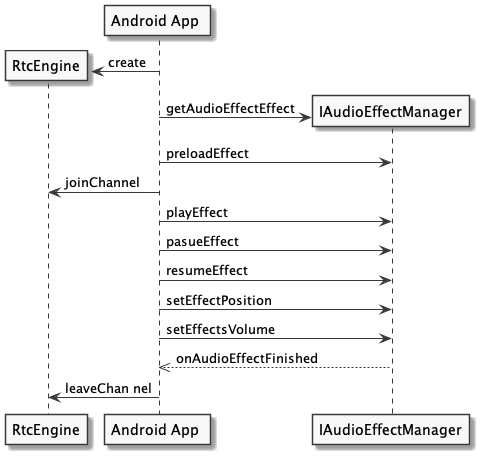 Android App
RtcEngine
create
getAudioEffectEffect
IAudioEffectManager
preloadEffect
joinChannel
playEffect
pasueEffect
resumeEffect
setEffectPosition
setEffectsVolume
onAudioEffectFinished
leaveChan nel
RtcEngine
Android App
IAudioEffectManager